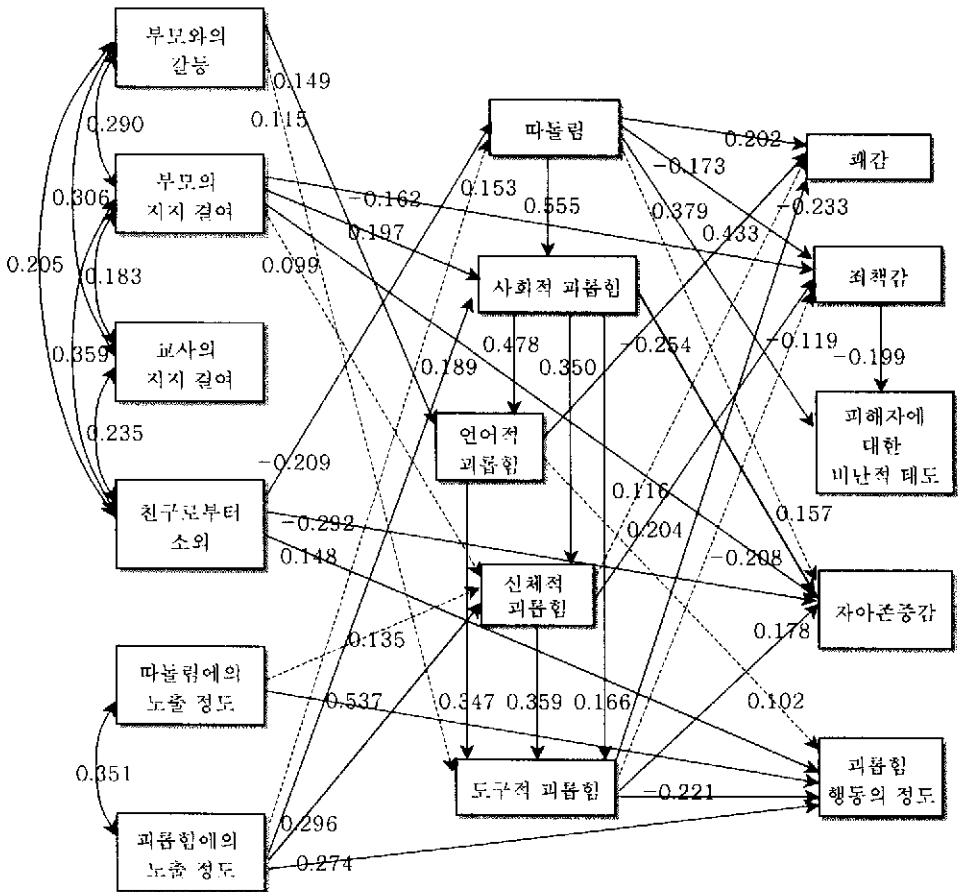 부모와의
갈등
0.149
0.115
따돌림
0.202
쾌감
0.290
-0.173
부모의
지지 결여
0.306
-0.162
0.153
0.555
0.379
-0.233
0.197
0.433
0.205
0.183
0.099
사회적 괴롭힘
죄책감
교사의
지지 결여
0.359
0.189
0.478
0.350
-0.254
-0.119
-0.199
0.235
언어적
괴롭힘
피해자에
대한
비난적 태도
-0.209
친구로부터
소외
-0.292
0.148
0.116
0.204
0.157
-0.208
신체적
괴롭힘
자아존중감
0.135
0.178
따돌림에의
노출 정도
0.537
0.347
0.359
0.166
0.102
0.351
도구적 괴롭힘
-0.221
괴롭힘
행동의 정도
괴롭힘에의
노출 정도
0.296
-0.274